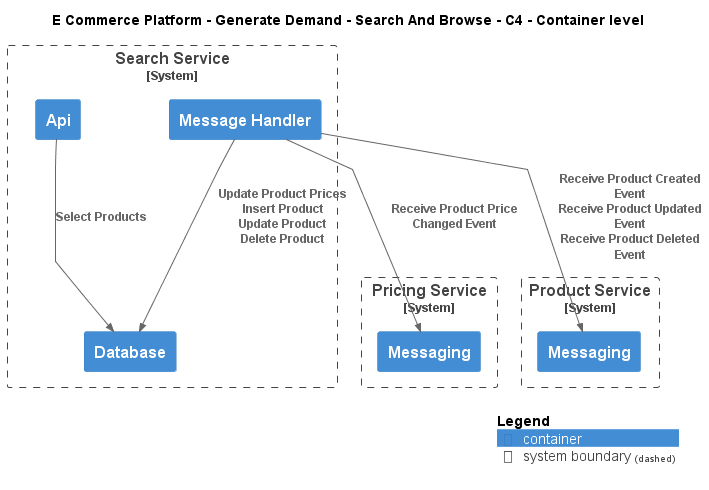 E Commerce Platform - Generate Demand - Search And Browse - C4 - Container level
Search Service
[System]
Api
Message Handler
Select Products
Update Product Prices
Insert Product
Update Product
Delete Product
Receive Product Price
Changed Event
Receive Product Created
Event
Receive Product Updated
Event
Receive Product Deleted
Event
Pricing Service
[System]
Product Service
[System]
Database
Messaging
Messaging
Legend
container
system boundary (dashed)